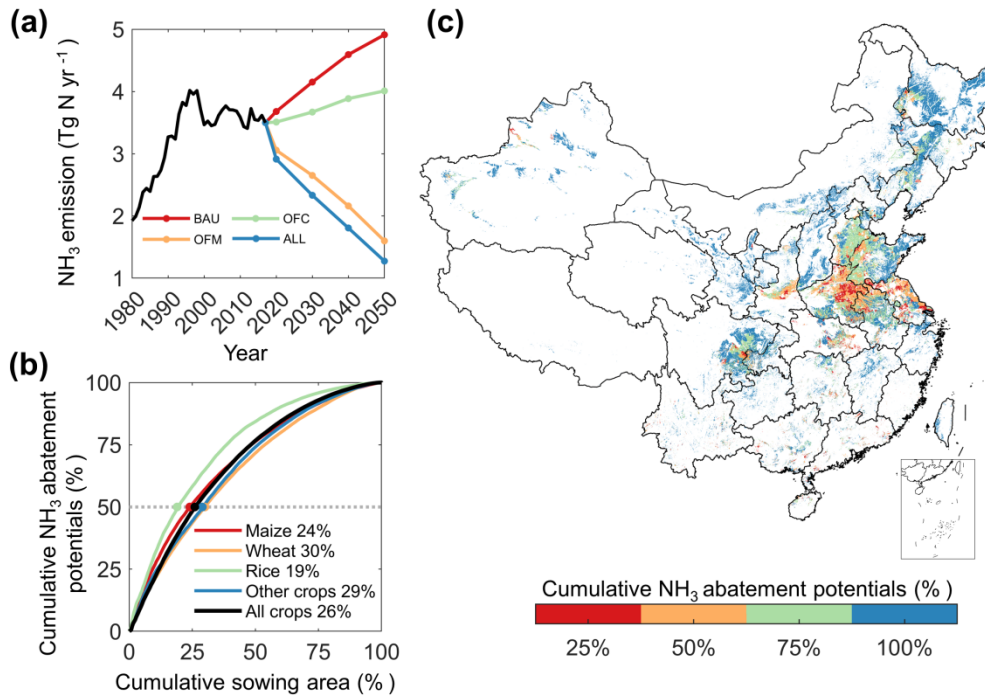 (a)
NH3 emission (Tg N yr -1)
5
4
3
2
1
BAU OFC
OFM ALL
1980 1990 2000 2010 2020 2030 2040 2050
Year
(b)
Cumulative NH3 abatement
potentials (%)
100
75
50
25
0
Maize 24%
Wheat 30%
Rice 19%
Other crops 29%
All crops 26%
0 25 50 75 100
Cumulative sowing area (%)
(c)
Cumulative NH3 abatement potentials (%)
25% 50% 75% 100%